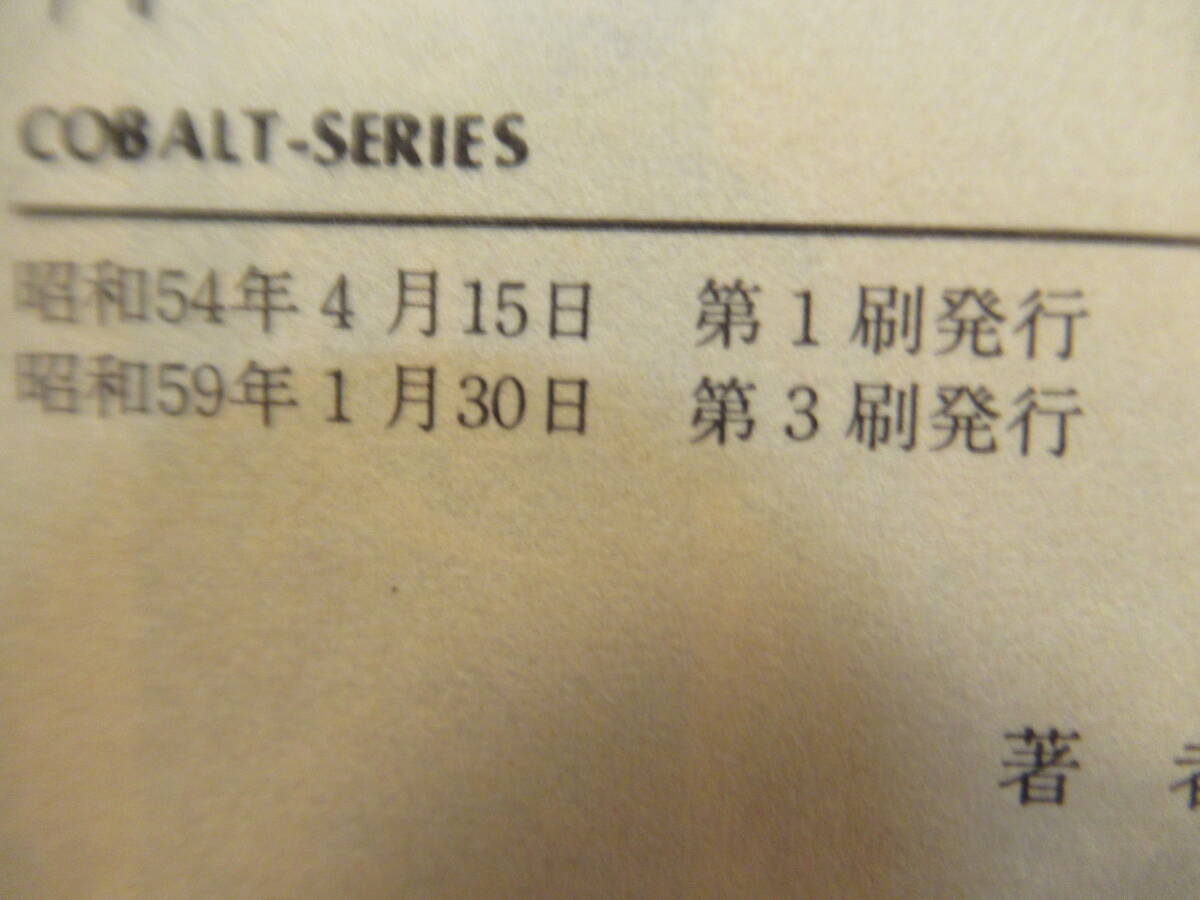 COBALT-SERIES
昭和54年4月15日 第1刷発行
昭和59年1月30日 第3刷発行
著